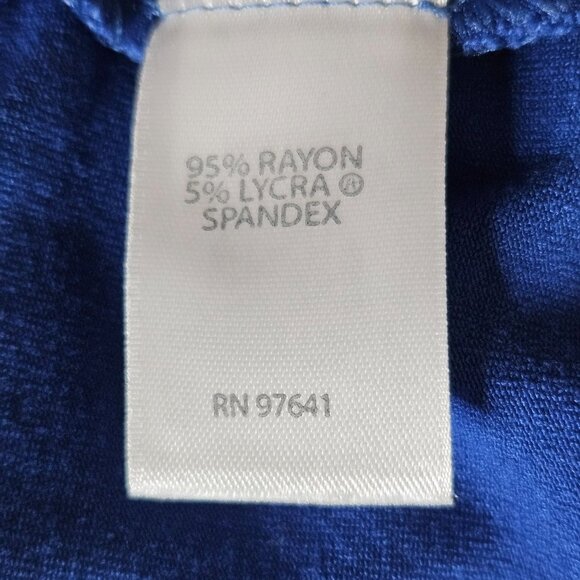 95% RAYON
5% LYCRA ®
SPANDEX
RN 97641